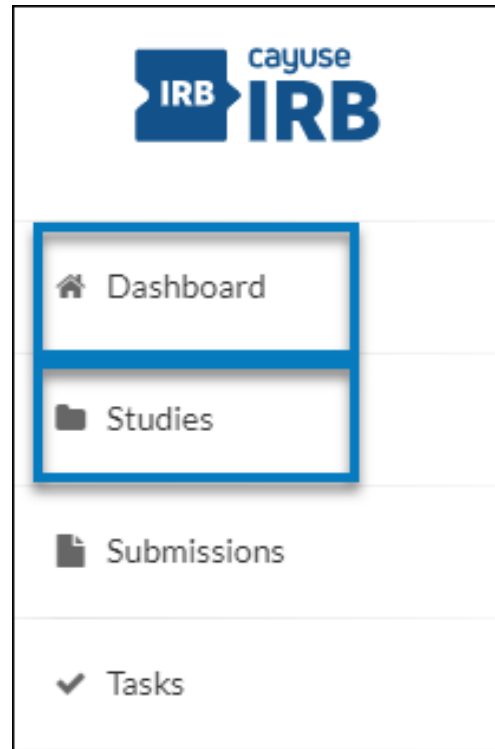 cayuse
IRB IRB
Dashboard
Studies
Submissions
Tasks